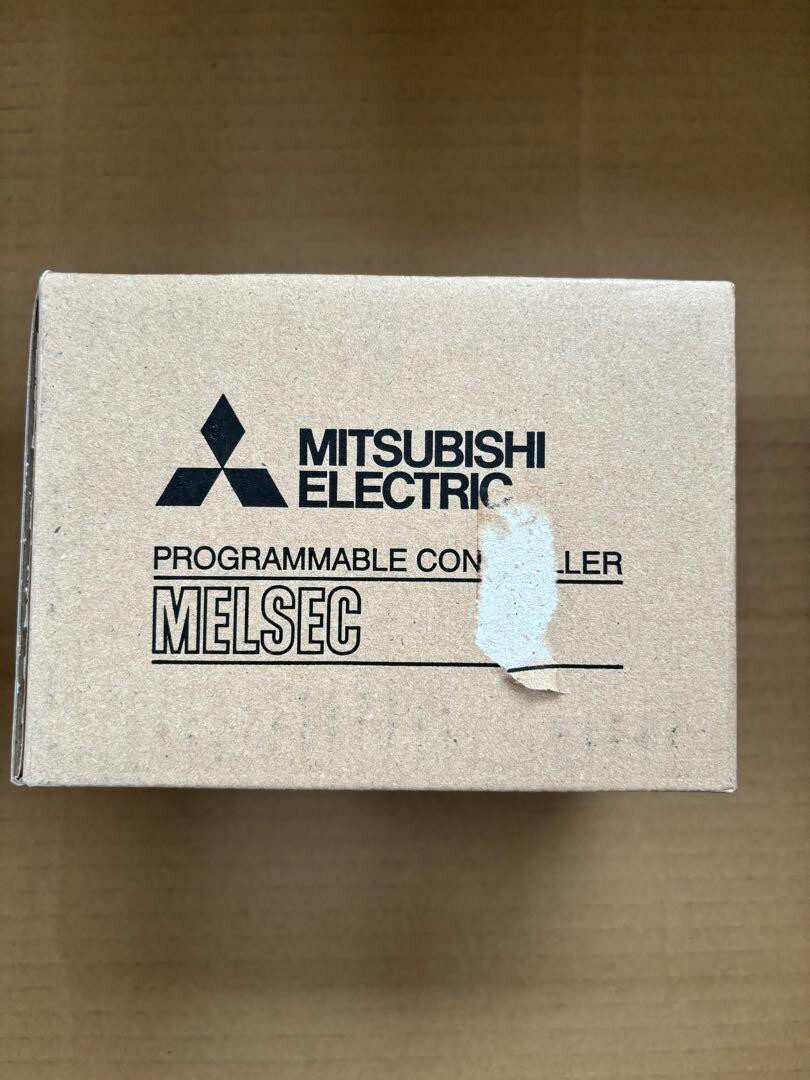 MITSUBISHI
ELECTRIC
PROGRAMMABLE CON LLER
MELSEC